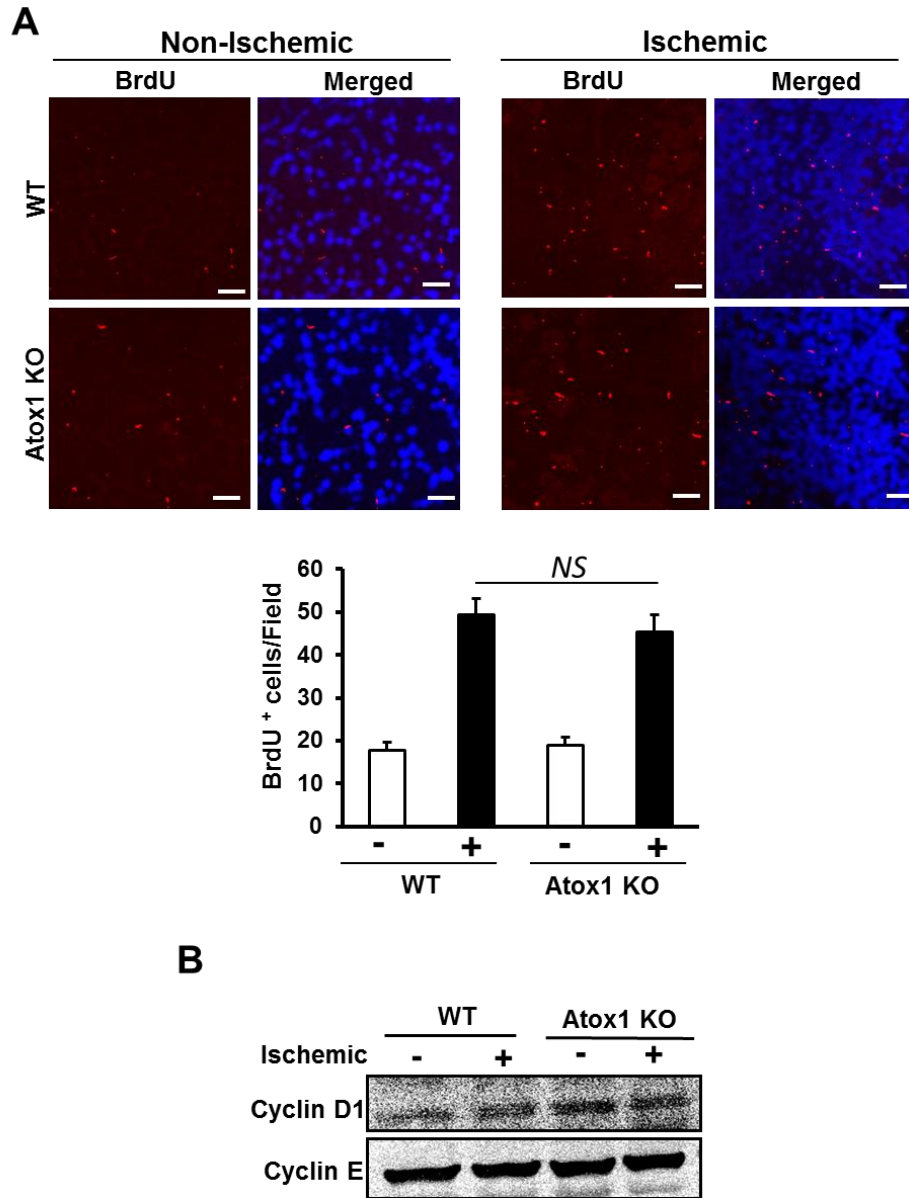 A
Non-Ischemic Ischemic
BrdU Merged BrdU Merged
WT
Atox1 KO
NS
BrdU + cells/Field
60
50
40
30
20
10
0
- + - +
WT Atox1 KO
B
WT Atox1 KO
Ischemic - + - +
Cyclin D1
Cyclin E